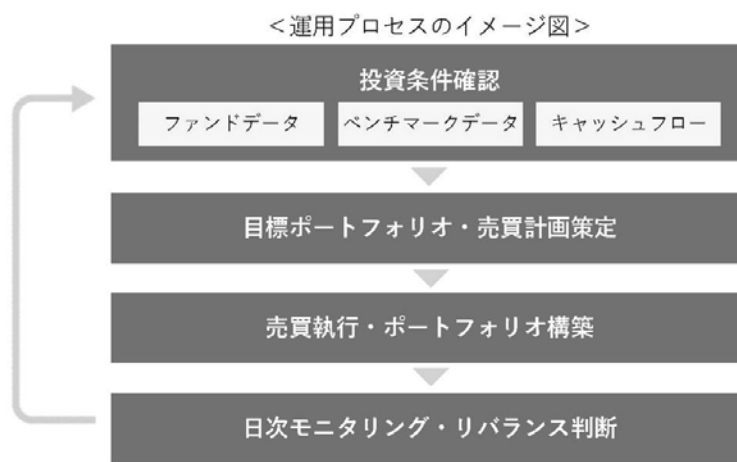 ＜運用プロセスのイメージ図＞
投資条件確認
ファンドデータ
ベンチマークデータ
キャッシュフロー
目標ポートフォリオ・売買計画策定
売買執行・ポートフォリオ構築
日次モニタリング・リバランス判断